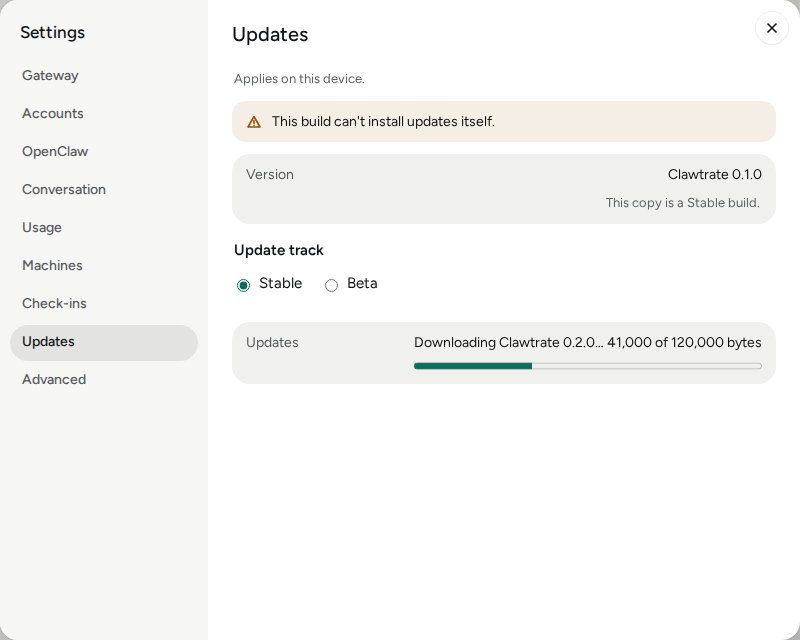 Settings
Gateway
Accounts
OpenClaw
Conversation
Usage
Machines
Check-ins
Updates
Advanced
Updates
Applies on this device.
This build can't install updates itself.
Version
Clawtrate 0.1.0
This copy is a Stable build.
Update track
Stable
Beta
Updates
Downloading Clawtrate 0.2.0... 41,000 of 120,000 bytes